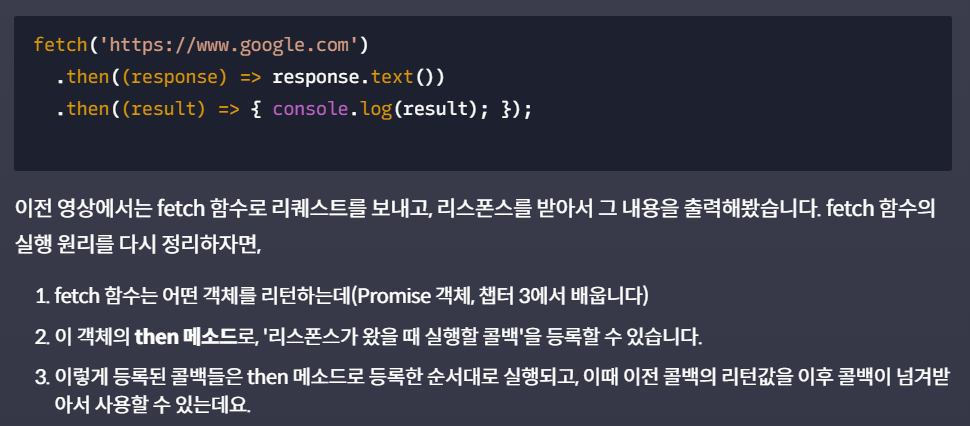 fetch('https://www.google.com')
  .then((response) => response.text())
  .then((result) => { console.log(result); });
이전 영상에서는 fetch 함수로 리퀘스트를 보내고, 리스폰스를 받아서 그 내용을 출력해봤습니다. fetch 함수의
실행 원리를 다시 정리하자면,
1. fetch 함수는 어떤 객체를 리턴하는데(Promise 객체, 챕터 3에서 배웁니다)
2. 이 객체의 then 메소드로, '리스폰스가 왔을 때 실행할 콜백'을 등록할 수 있습니다.
3. 이렇게 등록된 콜백들은 then 메소드로 등록한 순서대로 실행되고, 이때 이전 콜백의 리턴값을 이후 콜백이 넘겨받
아서 사용할 수 있는데요.